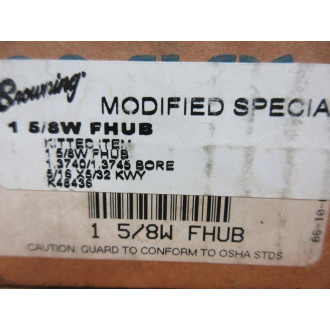 Browning
MODIFIED SPECIA
1 5/8W FHUB
KITTED ITEM
1 5/8W FHUB
1.3740/1.3745 BORE
5/16 X5/32 KWY
K46436
1 5/8W FHUB
CAUTION: GUARD TO CONFORM TO OSHA STDS